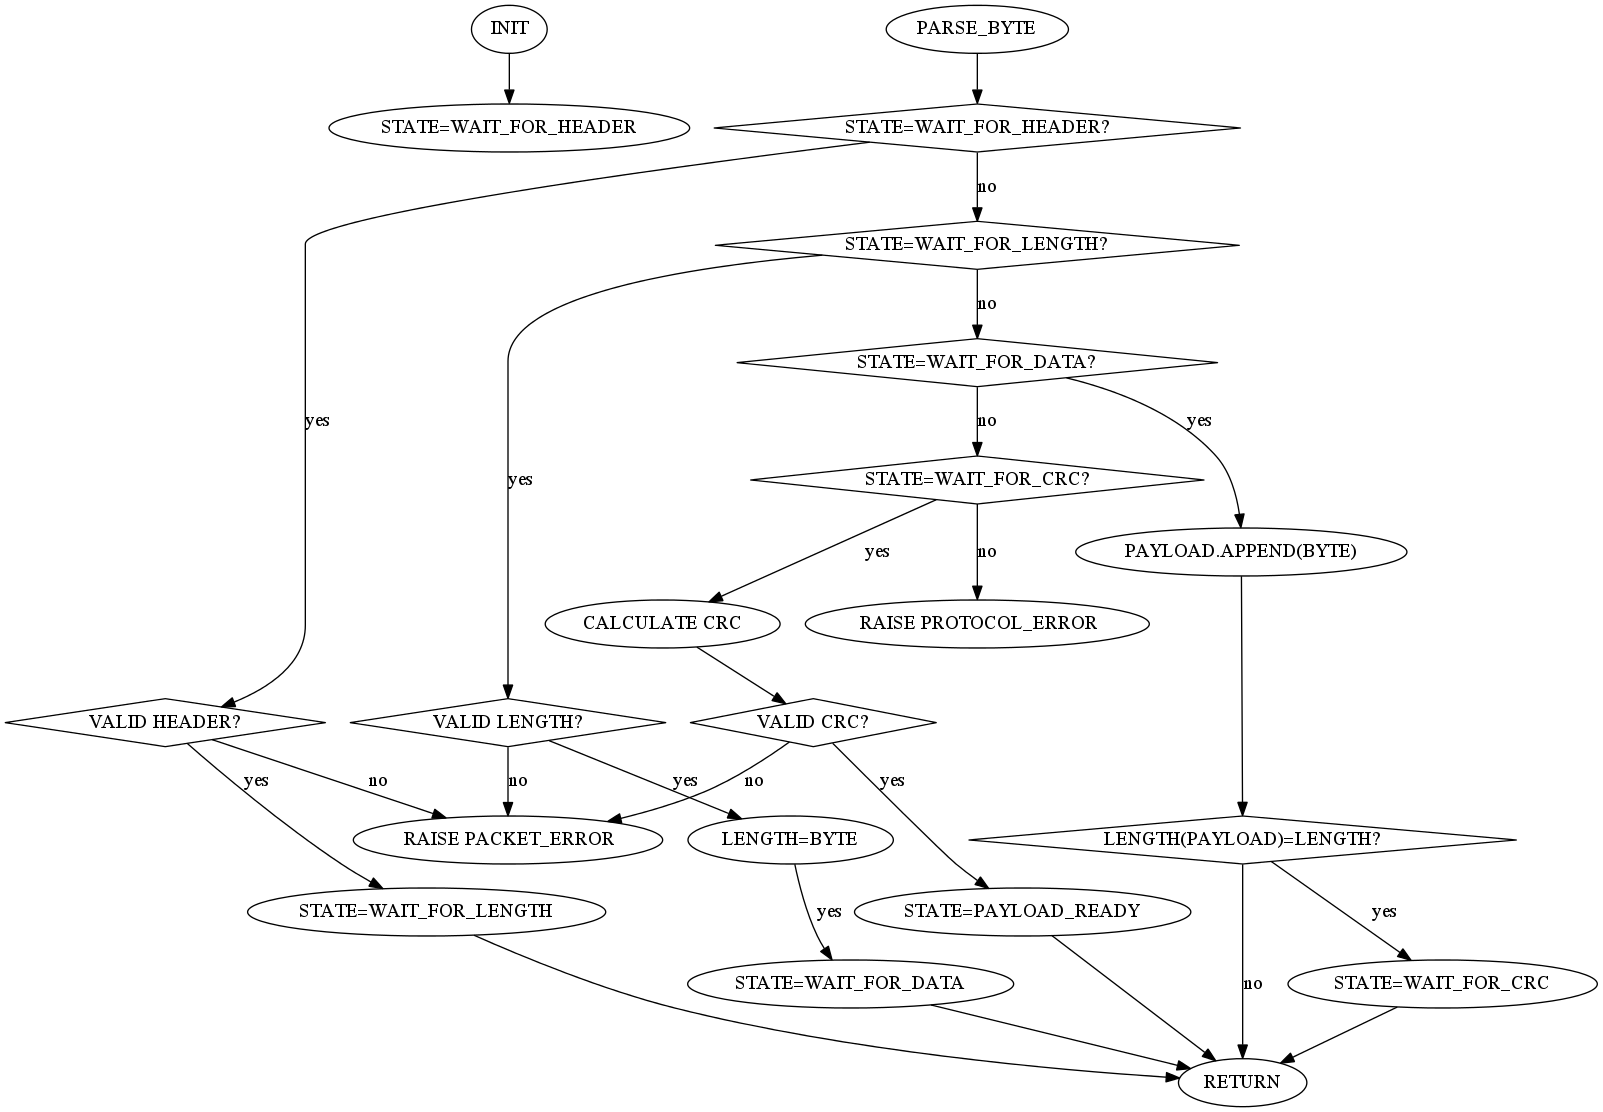 INIT
PARSE_BYTE
STATE=WAIT_FOR_HEADER
STATE=WAIT_FOR_HEADER?
no
STATE=WAIT_FOR_LENGTH?
no
STATE=WAIT_FOR_DATA?
yes
no
yes
yes
STATE=WAIT_FOR_CRC?
yes
no
PAYLOAD.APPEND(BYTE)
CALCULATE CRC
RAISE PROTOCOL_ERROR
VALID HEADER?
VALID LENGTH?
VALID CRC?
yes
no
no
yes
no
yes
RAISE PACKET_ERROR
LENGTH=BYTE
LENGTH(PAYLOAD)=LENGTH?
STATE=WAIT_FOR_LENGTH
yes
STATE=PAYLOAD_READY
yes
STATE=WAIT_FOR_DATA
no
STATE=WAIT_FOR_CRC
RETURN